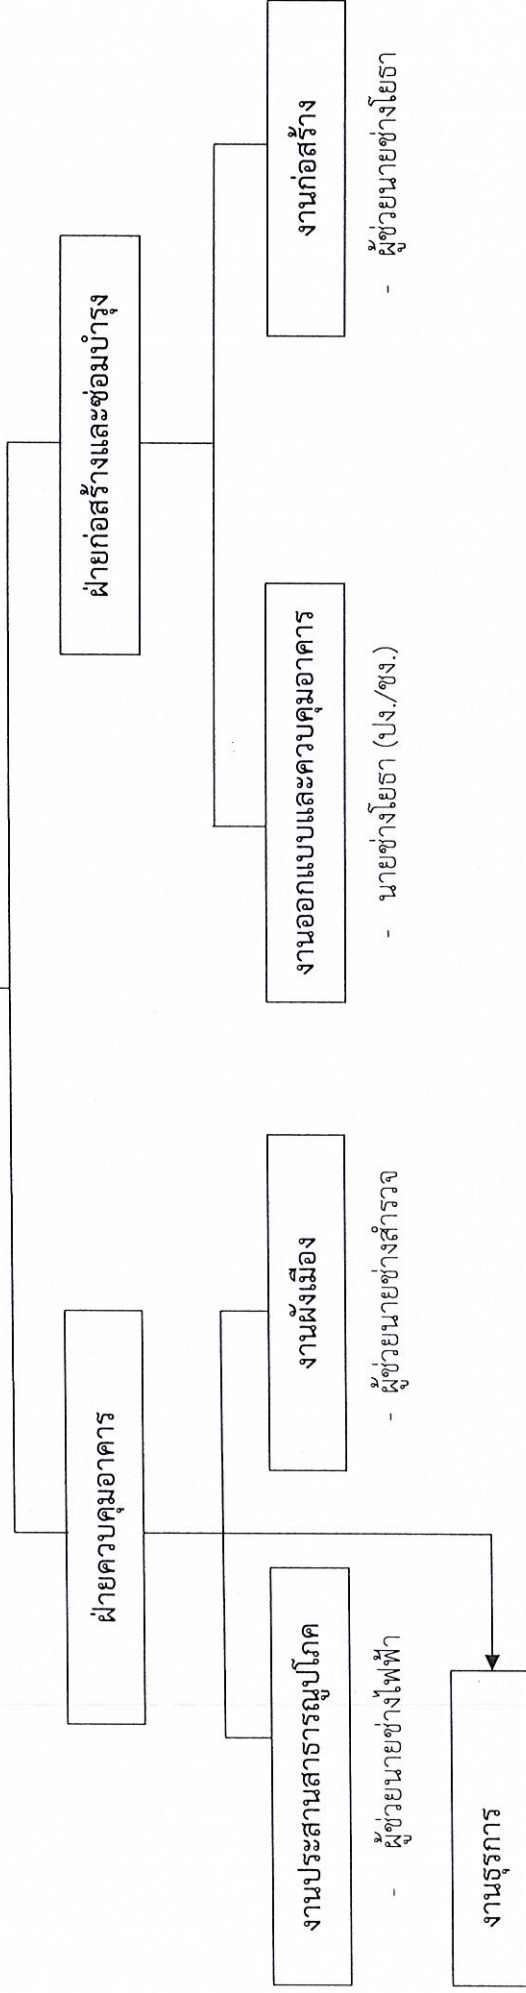 ฝ่ายควบคุมอาคาร
ฝ่ายก่อสร้างและซ่อมบำรุง
งานประสานสาธารณูปโภค
- ผู้ช่วยนายช่างไฟฟ้า
งานผังเมือง
- ผู้ช่วยนายช่างสำรวจ
งานออกแบบและควบคุมอาคาร
- นายช่างโยธา (ปง./ชง.)
งานก่อสร้าง
- ผู้ช่วยนายช่างโยธา
งานธุรการ